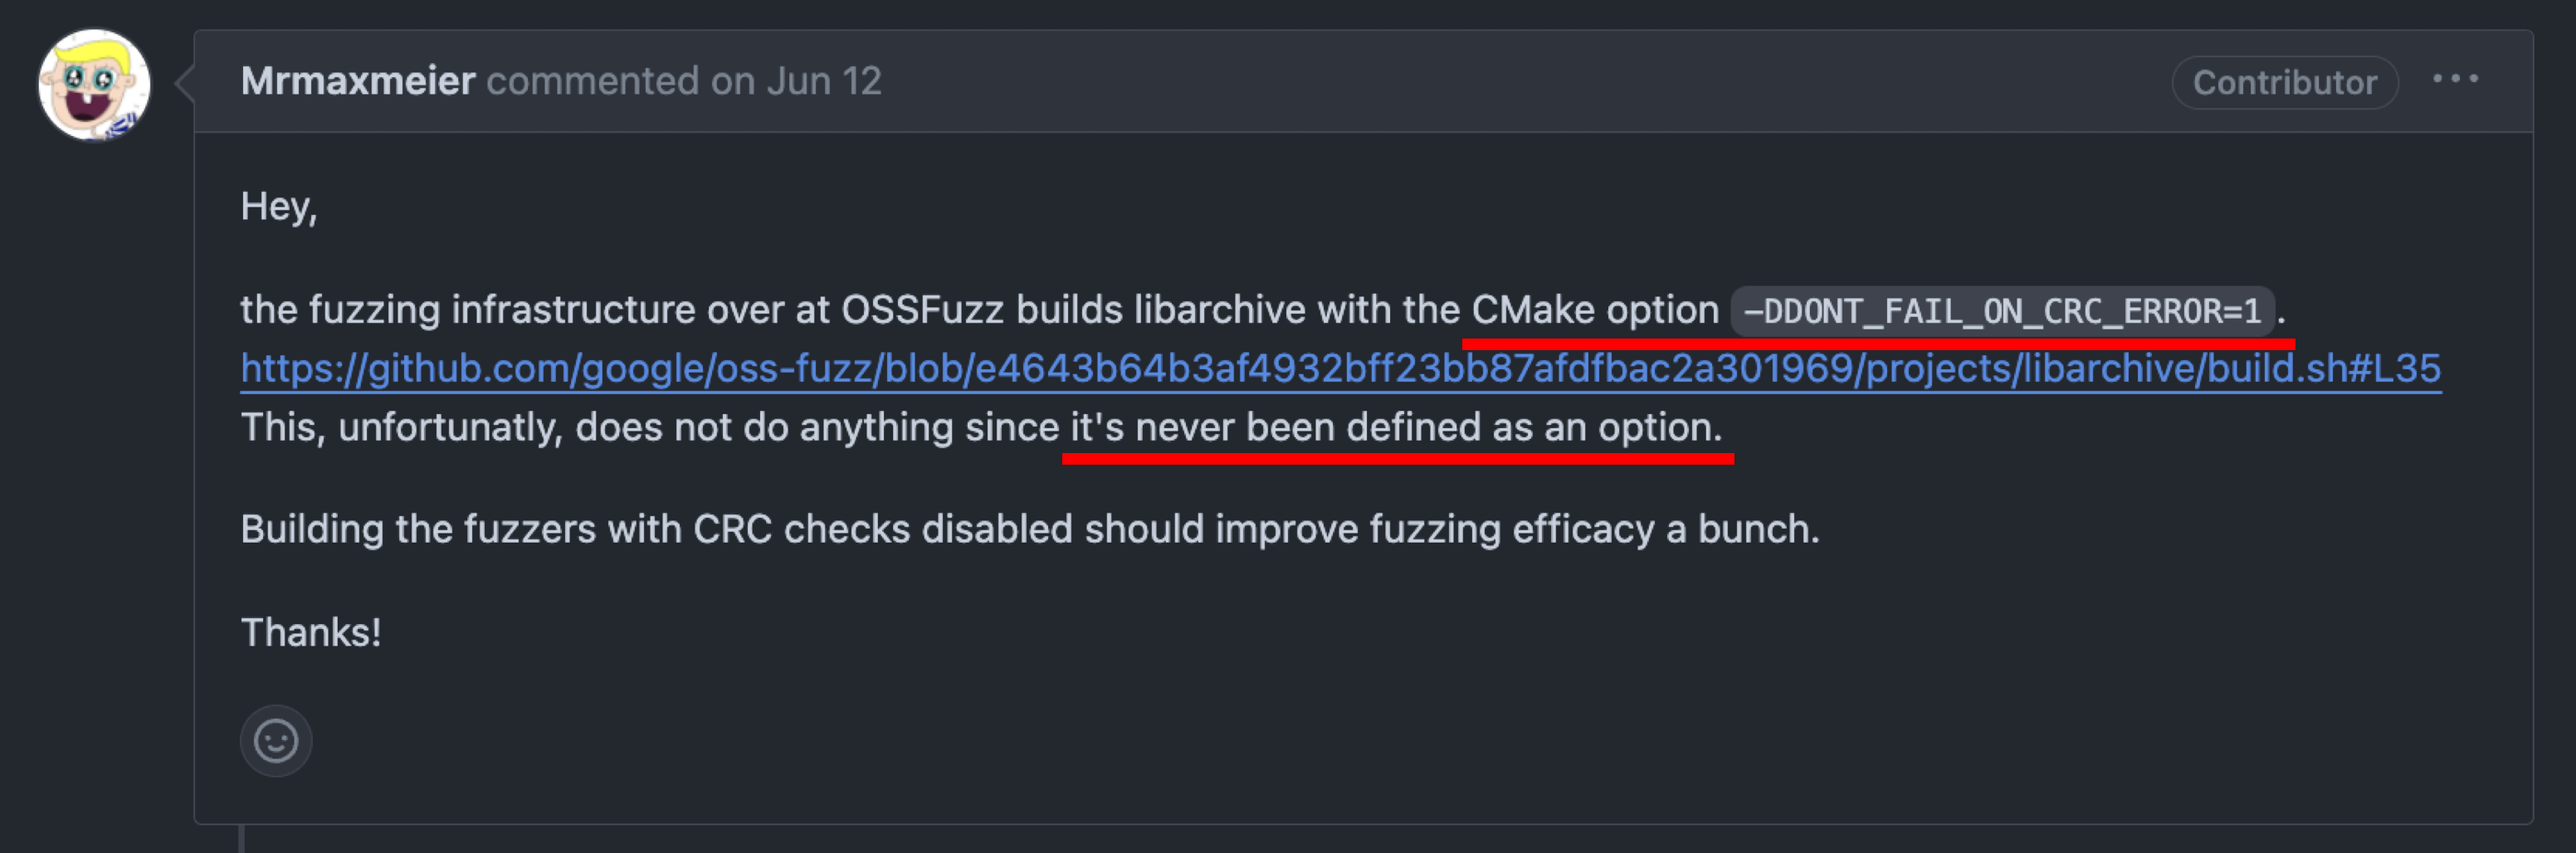 Mrmaxmeier commented on Jun 12
Contributor
Hey,
the fuzzing infrastructure over at OSSFuzz builds libarchive with the CMake option -DDONT_FAIL_ON_CRC_ERROR=1.
https://github.com/google/oss-fuzz/blob/e4643b64b3af4932bff23bb87afdfbac2a301969/projects/libarchive/build.sh#L35
This, unfortunatly, does not do anything since it's never been defined as an option.
Building the fuzzers with CRC checks disabled should improve fuzzing efficacy a bunch.
Thanks!